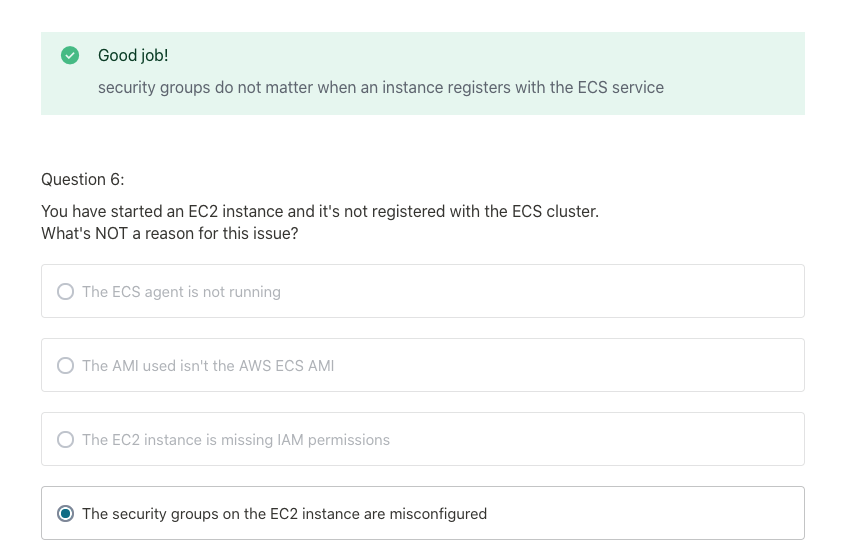 Good job!
security groups do not matter when an instance registers with the ECS service
Question 6:
You have started an EC2 instance and it's not registered with the ECS cluster.
What's NOT a reason for this issue?
The ECS agent is not running
The AMI used isn't the AWS ECS AMI
The EC2 instance is missing IAM permissions
The security groups on the EC2 instance are misconfigured